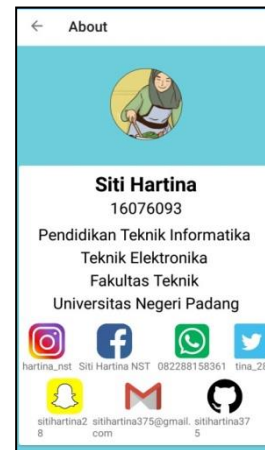 About
Siti Hartina
16076093
Pendidikan Teknik Informatika
Teknik Elektronika
Fakultas Teknik
Universitas Negeri Padang
hartina_nst Siti Hartina NST 082288158361 tina_28
sitihartina2 sitihartina375@gmail. sitihartina37
8 com 5